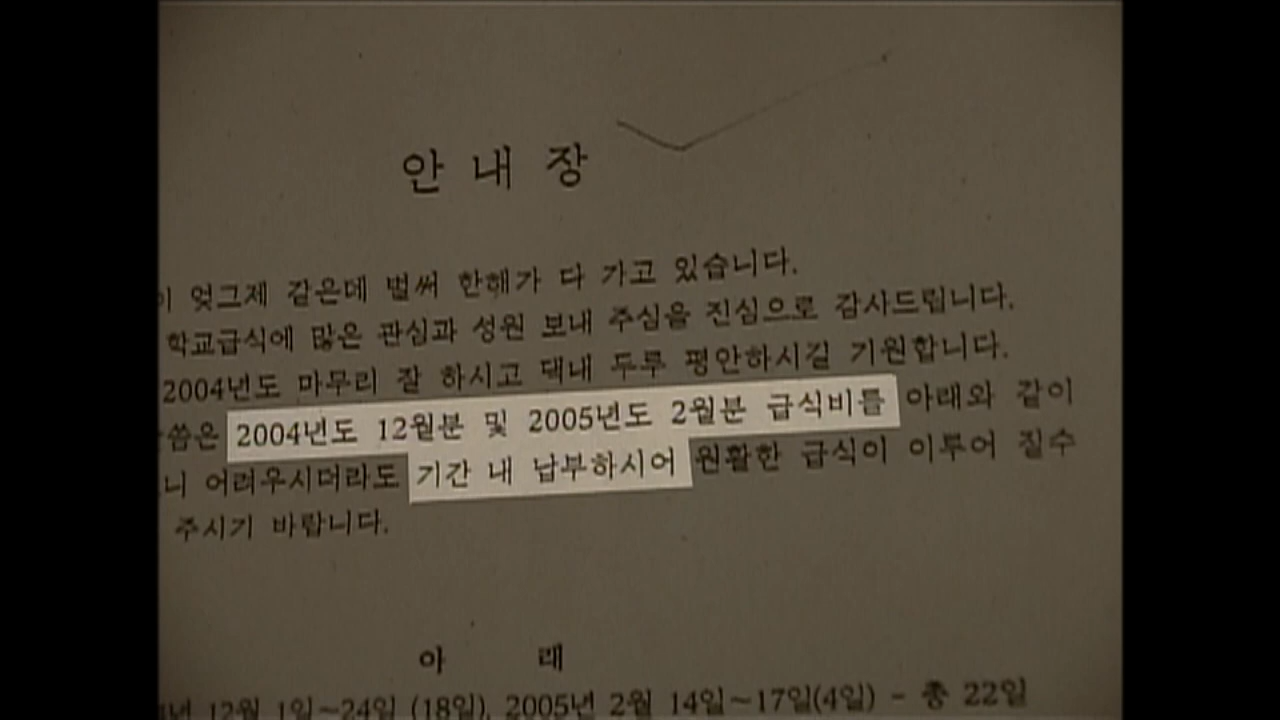 안 내 장
엊그제 같은데 벌써 한해가 다 가고 있습니다.
학교급식에 많은 관심과 성원 보내 주심을 진심으로 감사드립니다.
2004년도 마무리 잘 하시고 댁내 두루 평안하시길 기원합니다.
씀은 2004년도 12월분 및 2005년도 2월분 급식비를 아래와 같이
니 어려우시더라도 기간 내 납부하시어 원활한 급식이 이루어 질수
주시기 바랍니다.
아 래
년 12월 1일~24일 (18일), 2005년 2월 14일~17일(4일) - 총 22일